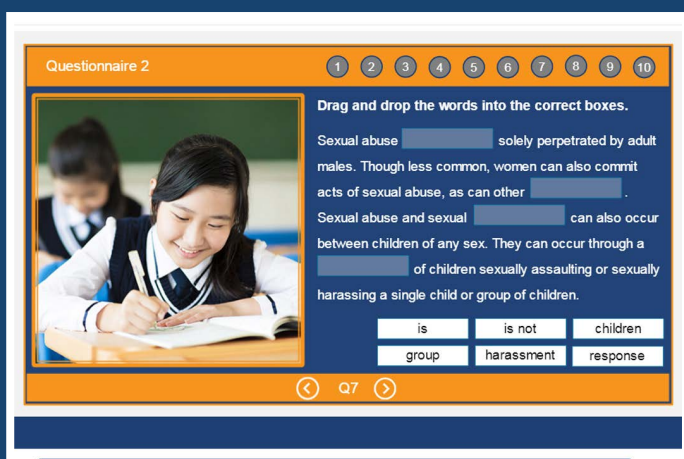 Questionnaire 2
1 2 3 4 5 6 7 8 9 10
Drag and drop the words into the correct boxes.
Sexual abuse solely perpetrated by adult
males. Though less common, women can also commit
acts of sexual abuse, as can other .
Sexual abuse and sexual can also occur
between children of any sex. They can occur through a
of children sexually assaulting or sexually
harassing a single child or group of children.
is is not children
group harassment response
Q7